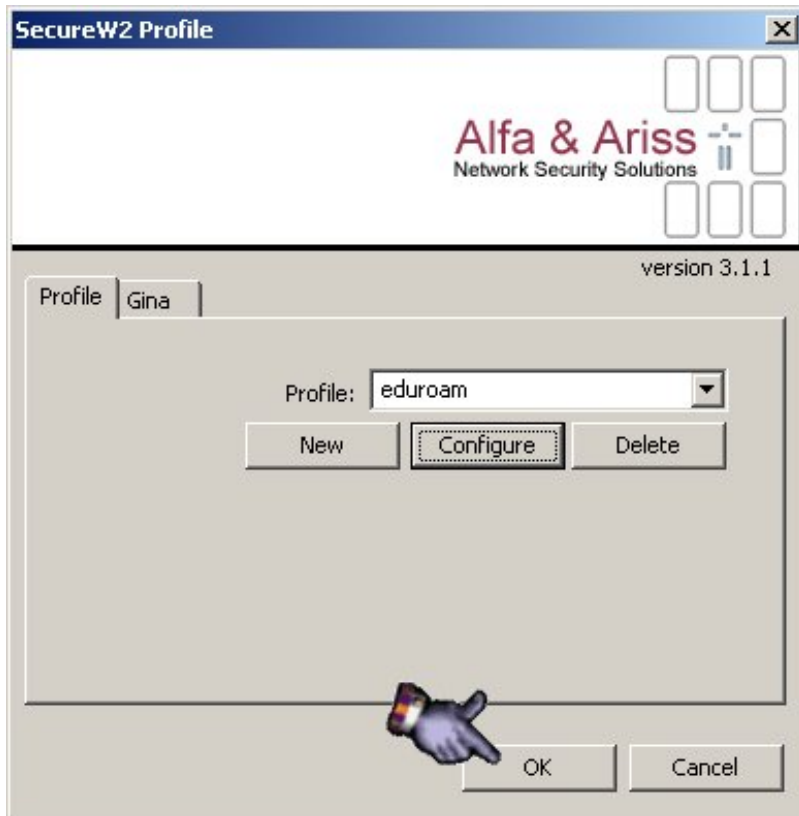 SecureW2 Profile
Alfa & Ariss
Network Security Solutions
version 3.1.1
Profile Gina
Profile: eduroam
New Configure Delete
OK Cancel